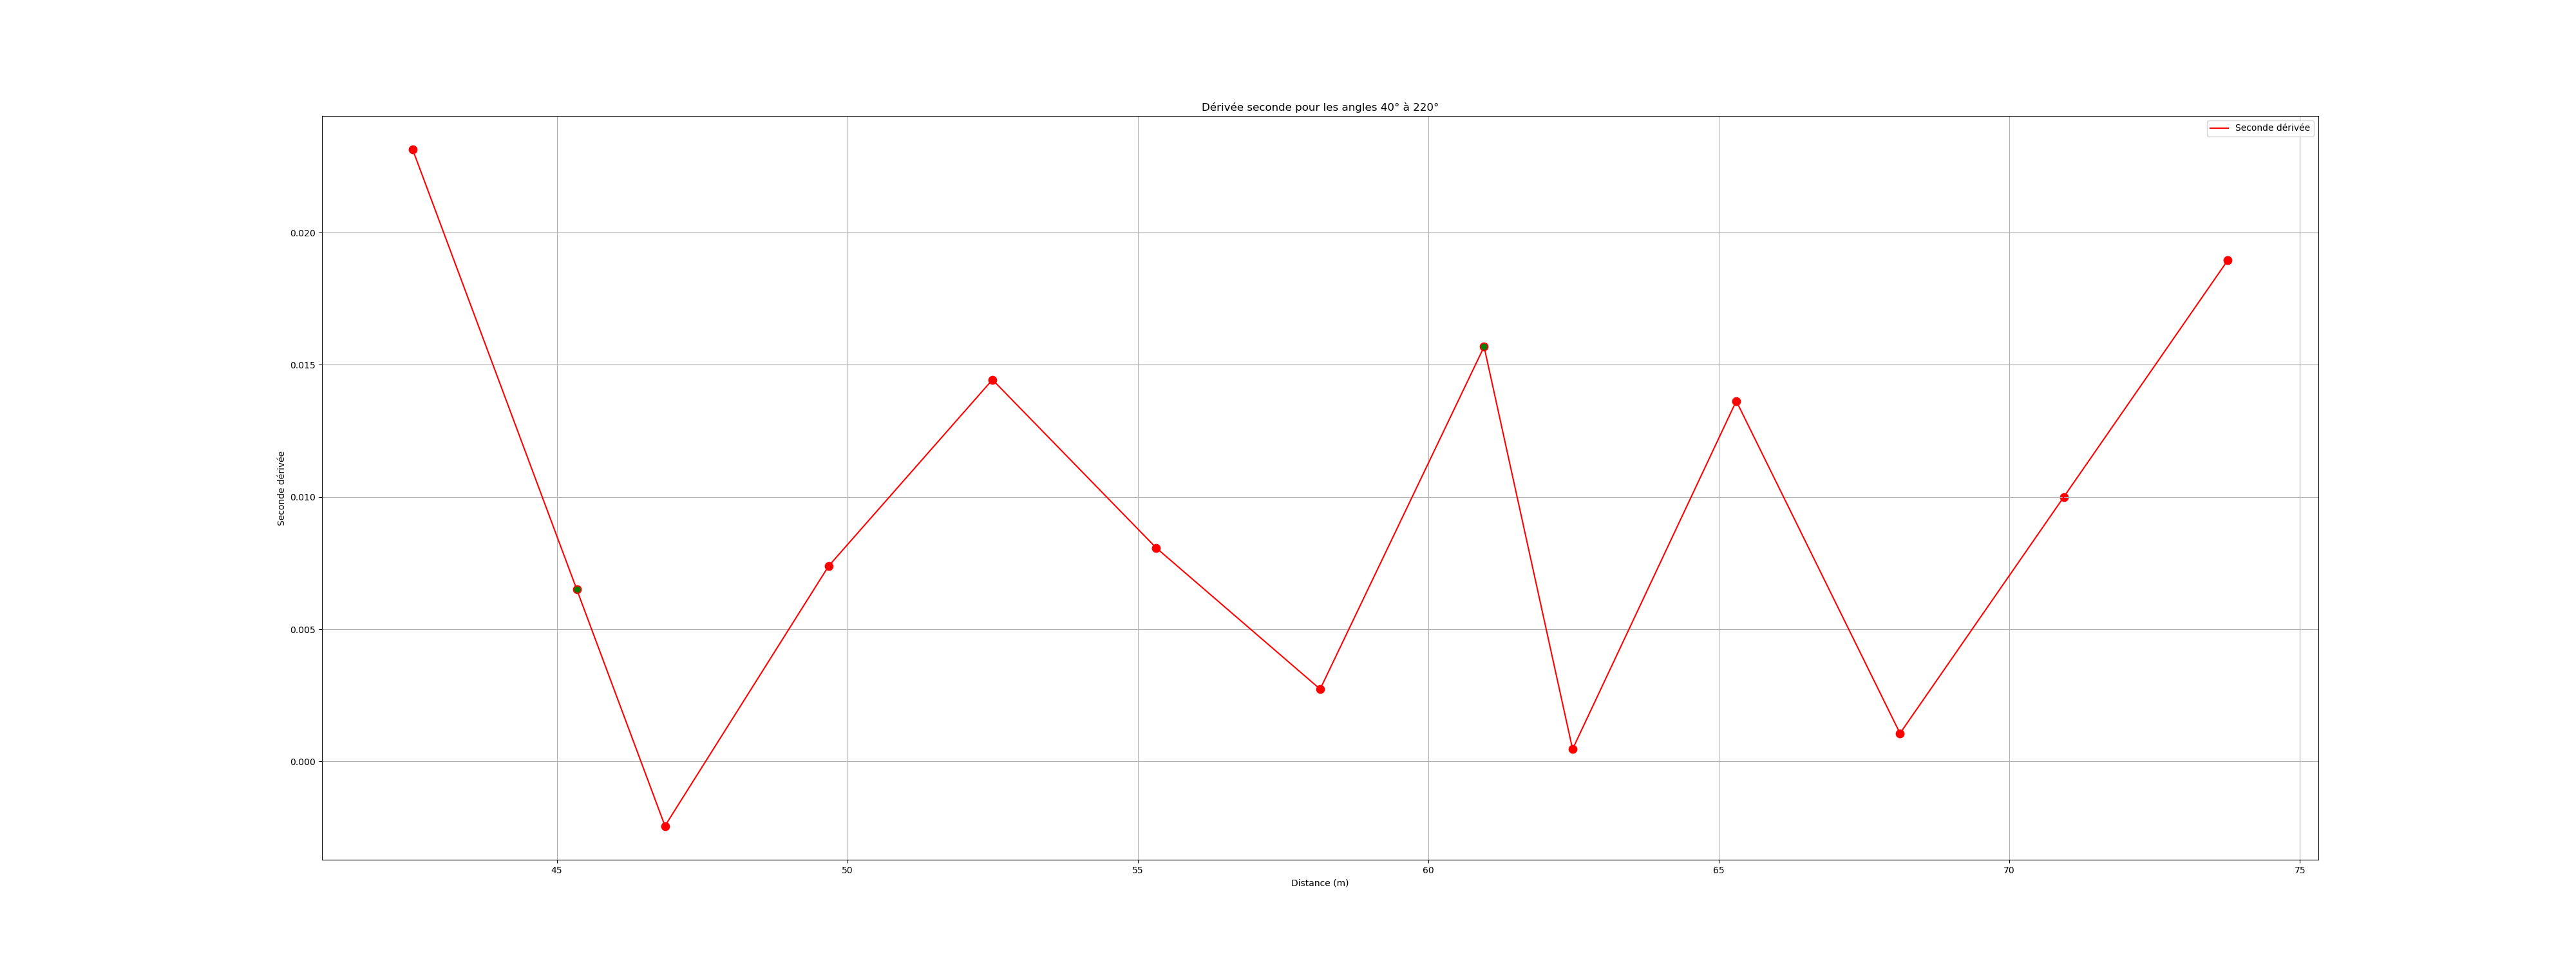 Dérivée seconde pour les angles 40° à 220°
Seconde dérivée
0.020
0.015
0.010
0.005
0.000
Seconde dérivée
45 50 55 60 65 70 75
Distance (m)